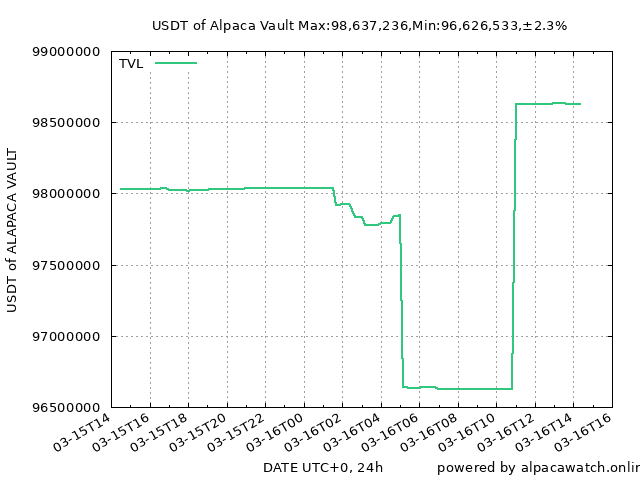 USDT of Alpaca Vault Max:98,637,236,Min:96,626,533,±2.3%
TVL
99000000
98500000
98000000
97500000
97000000
96500000
USDT of ALAPACA VAULT
03-15T14
03-15T16
03-15T18
03-15T20
03-15T22
03-16T00
03-16T02
03-16T04
03-16T06
03-16T08
03-16T10
03-16T12
03-16T14
03-16T16
DATE UTC+0, 24h
powered by alpacawatch.onlin